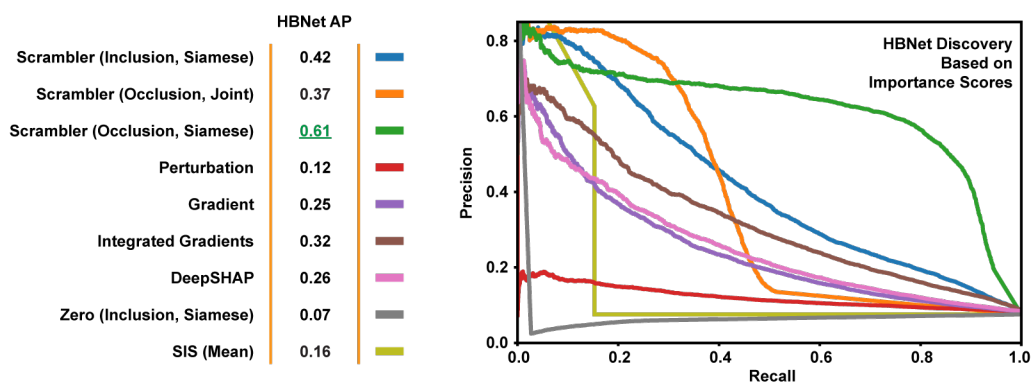 HBNet AP
Scrambler (Inclusion, Siamese) 0.42
Scrambler (Occlusion, Joint) 0.37
Scrambler (Occlusion, Siamese) 0.61
Perturbation 0.12
Gradient 0.25
Integrated Gradients 0.32
DeepSHAP 0.26
Zero (Inclusion, Siamese) 0.07
SIS (Mean) 0.16
HBNet Discovery
Based on
Importance Scores
Precision
0.8
0.6
0.4
0.2
0.0
0.0 0.2 0.4 0.6 0.8 1.0
Recall